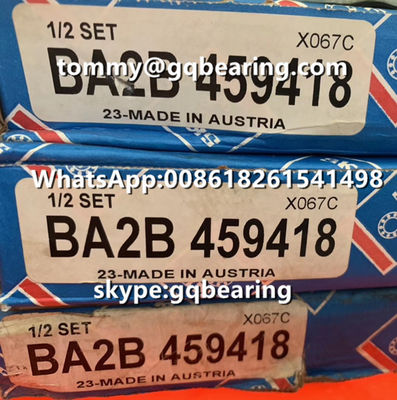 1/2 SET X067C
tommy@gqbearing.com
BA2B 459418
23-MADE IN AUSTRIA
WhatsApp:008618261541498
1/2 SET X067C
BA2B 459418
23-MADE IN AUSTRIA
skype:gqbearing
1/2 SET X067C
BA2B 459418
23-MADE IN AUSTRIA